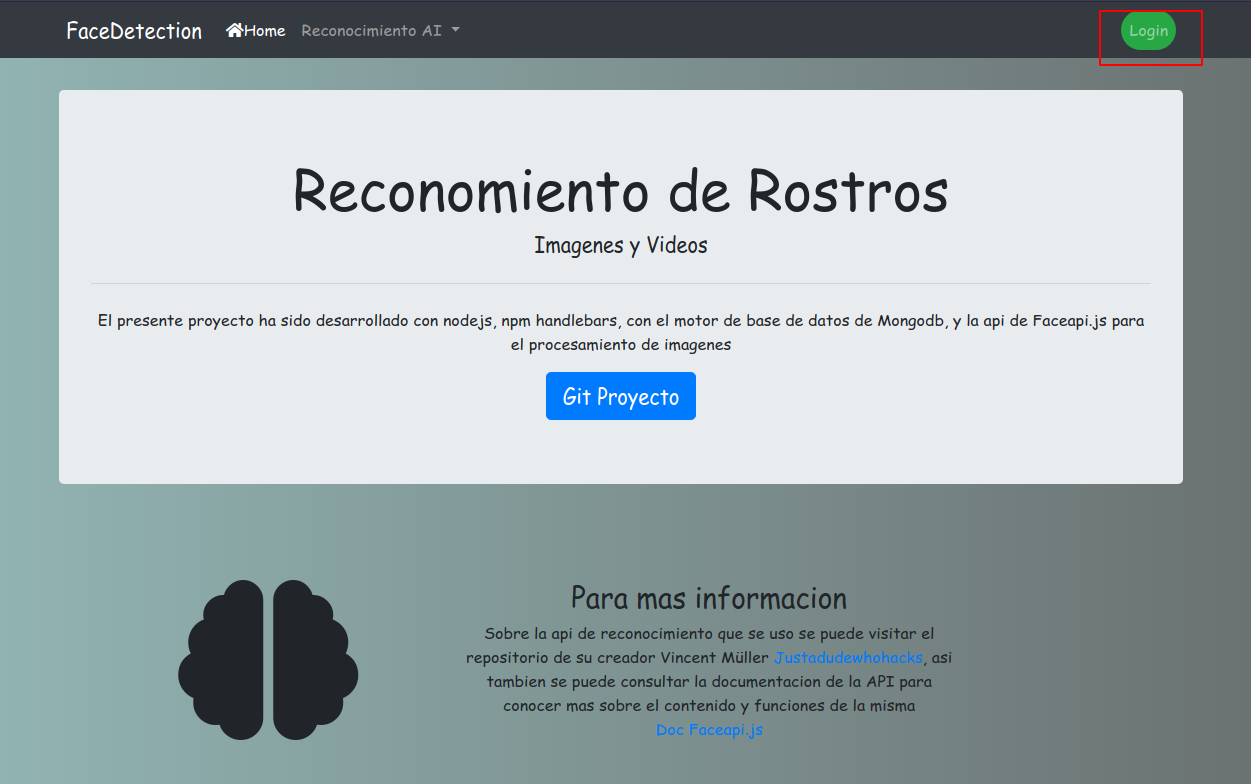 FaceDetection Home Reconocimiento AI Login
Reconomiento de Rostros
Imagenes y Videos
El presente proyecto ha sido desarrollado con nodejs, npm handlebars, con el motor de base de datos de Mongodb, y la api de Faceapi.js para
el procesamiento de imagenes
Git Proyecto
Para mas informacion
Sobre la api de reconocimiento que se uso se puede visitar el
repositorio de su creador Vincent Müller Justadudewhohacks, asi
tambien se puede consultar la documentacion de la API para
conocer mas sobre el contenido y funciones de la misma
Doc Faceapi.js